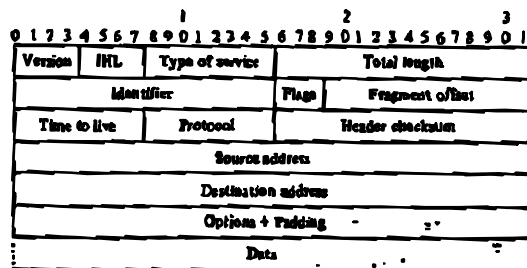 1 2 3
0 1 2 3 4 5 6 7 8 9 0 1 2 3 4 5 6 7 8 9 0 1 2 3 4 5 6 7 8 9 0 1
Version IHL Type of service Total length
Identifier Flags Fragment offset
Time to live Protocol Header checksum
Source address
Destination address
Options + Padding
Data